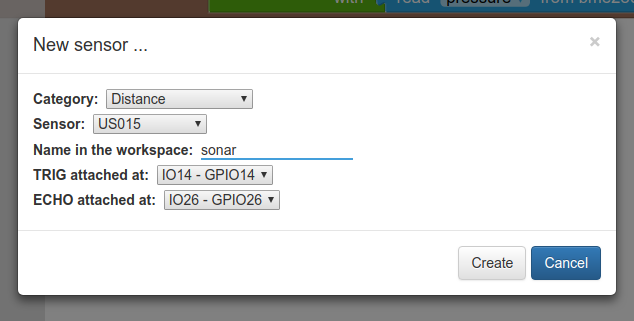 with read pressure from
New sensor ... ×
Category: Distance
Sensor: US015
Name in the workspace: sonar
TRIG attached at: IO14 - GPIO14
ECHO attached at: IO26 - GPIO26
Create Cancel